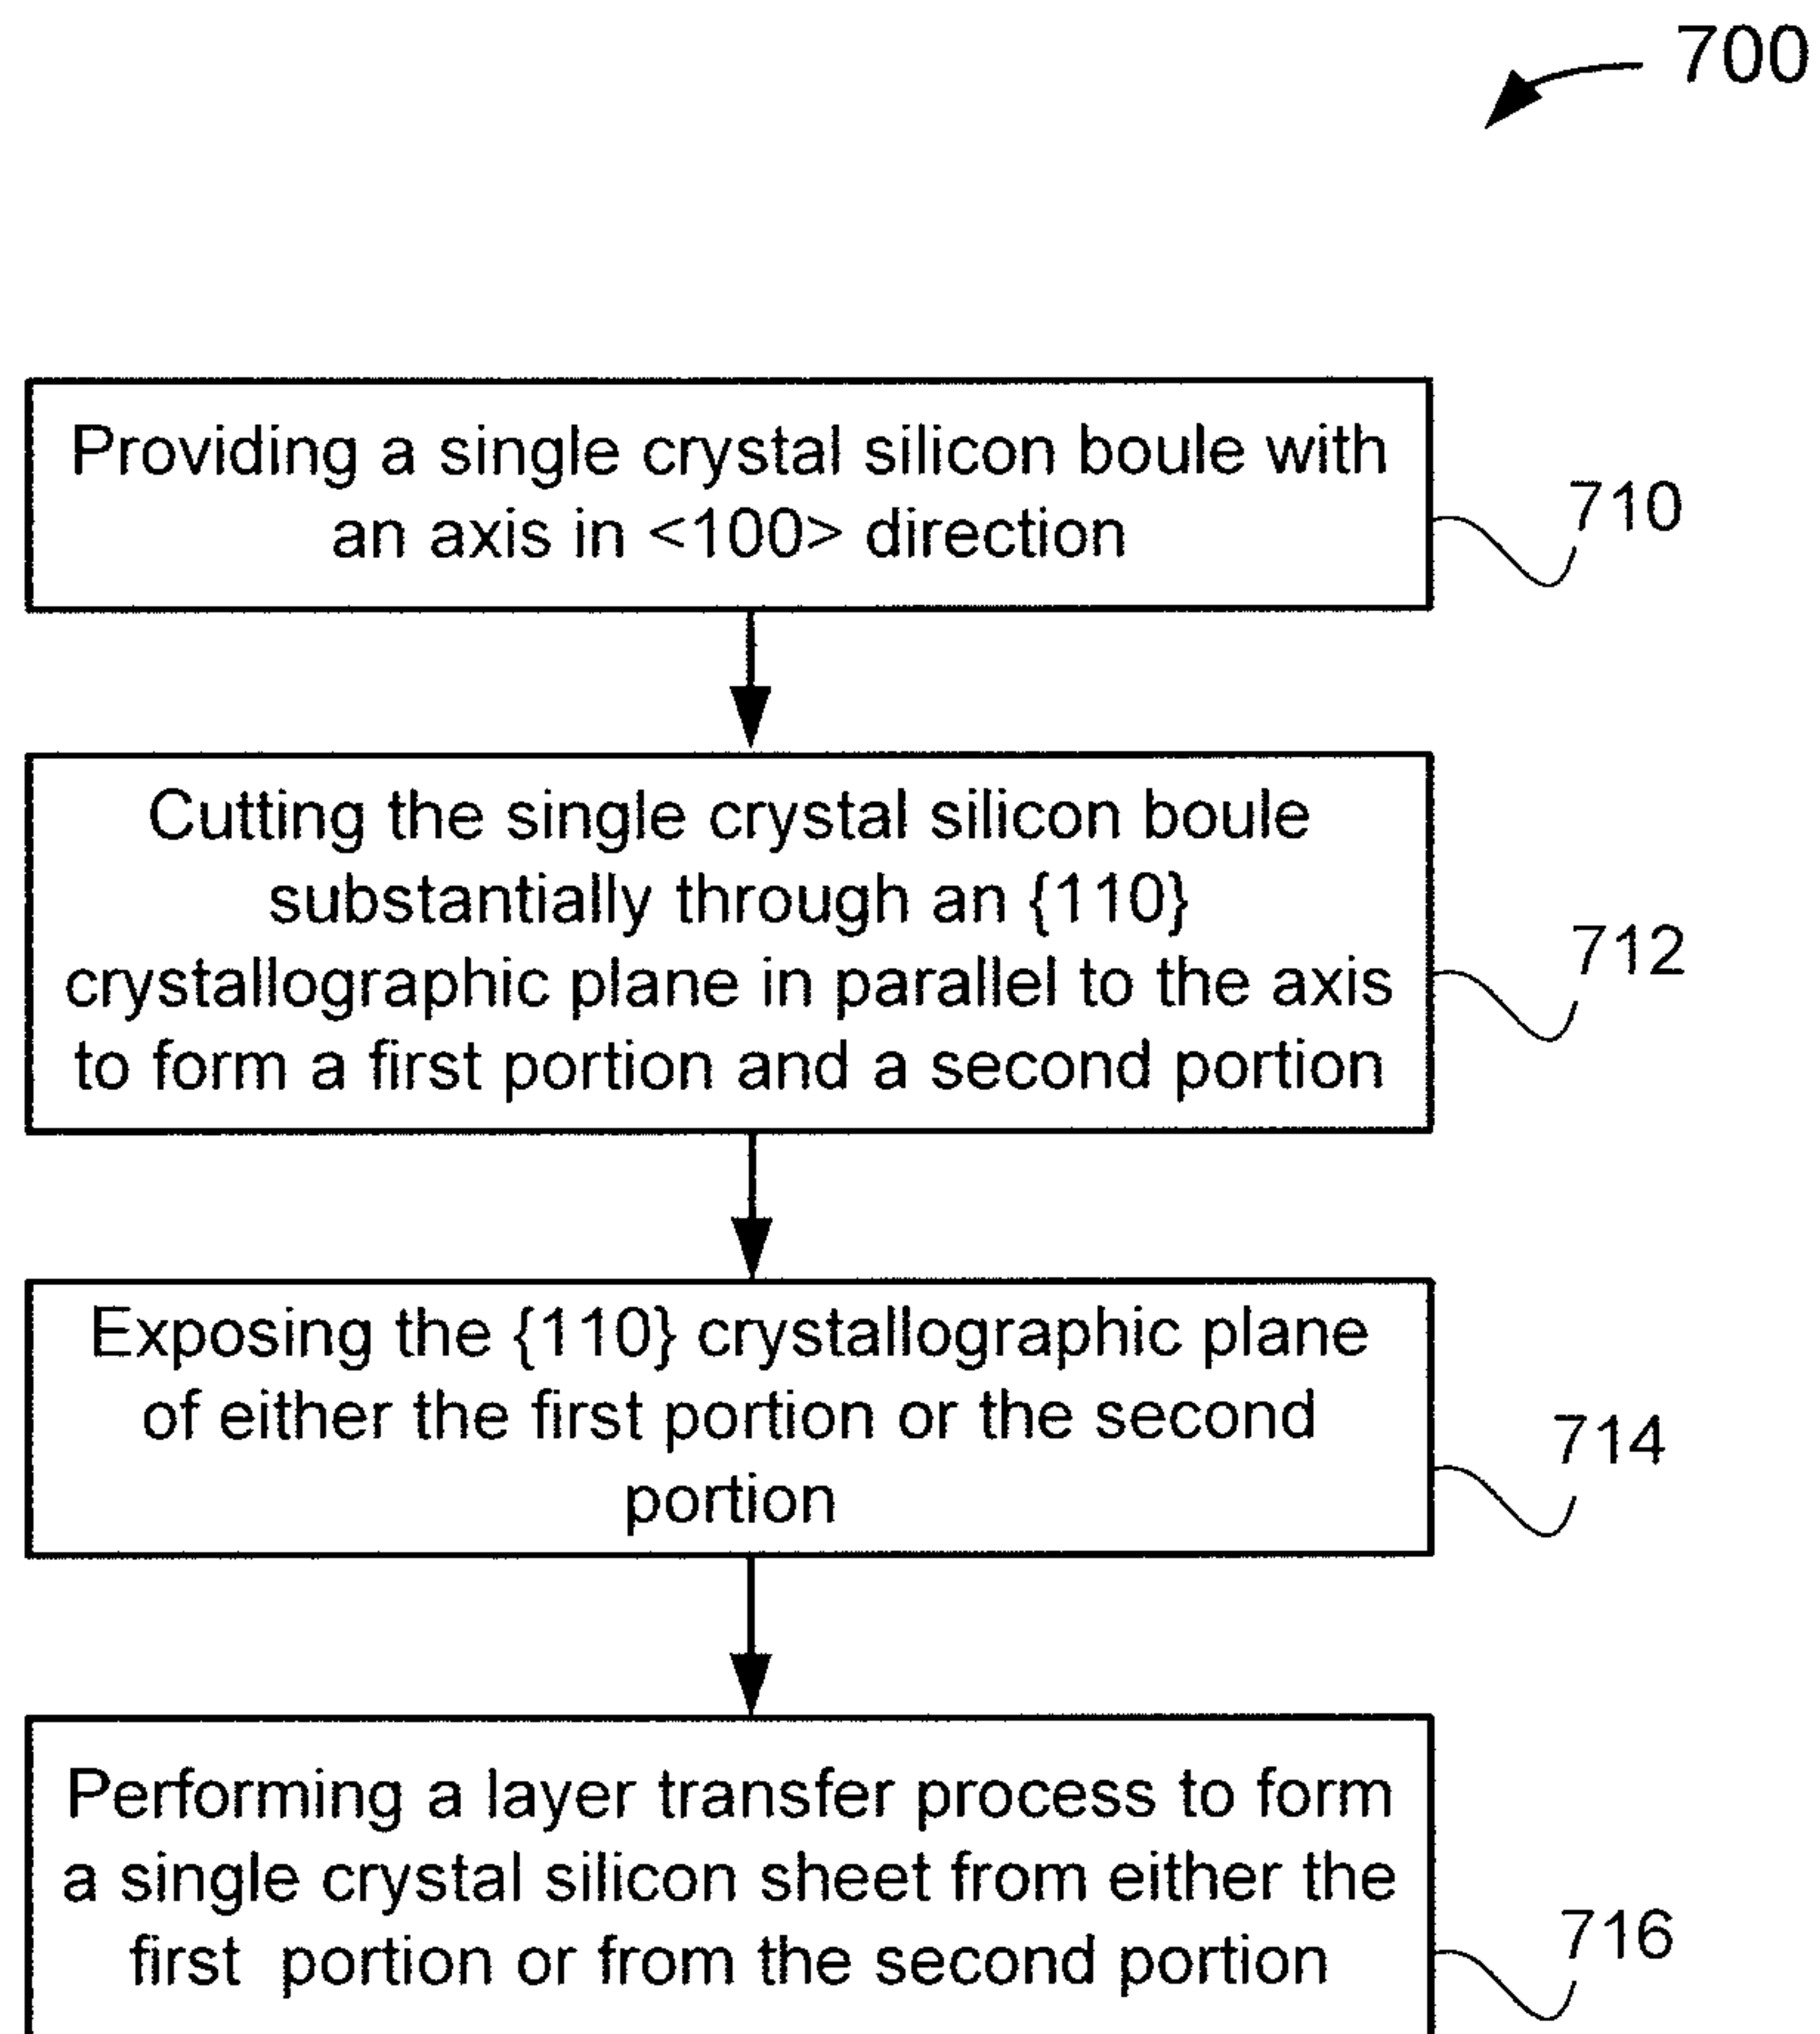 700
Providing a single crystal silicon boule with
an axis in <100> direction
710
Cutting the single crystal silicon boule
substantially through an {110}
crystallographic plane in parallel to the axis
to form a first portion and a second portion
712
Exposing the {110} crystallographic plane
of either the first portion or the second
portion
714
Performing a layer transfer process to form
a single crystal silicon sheet from either the
first portion or from the second portion
716